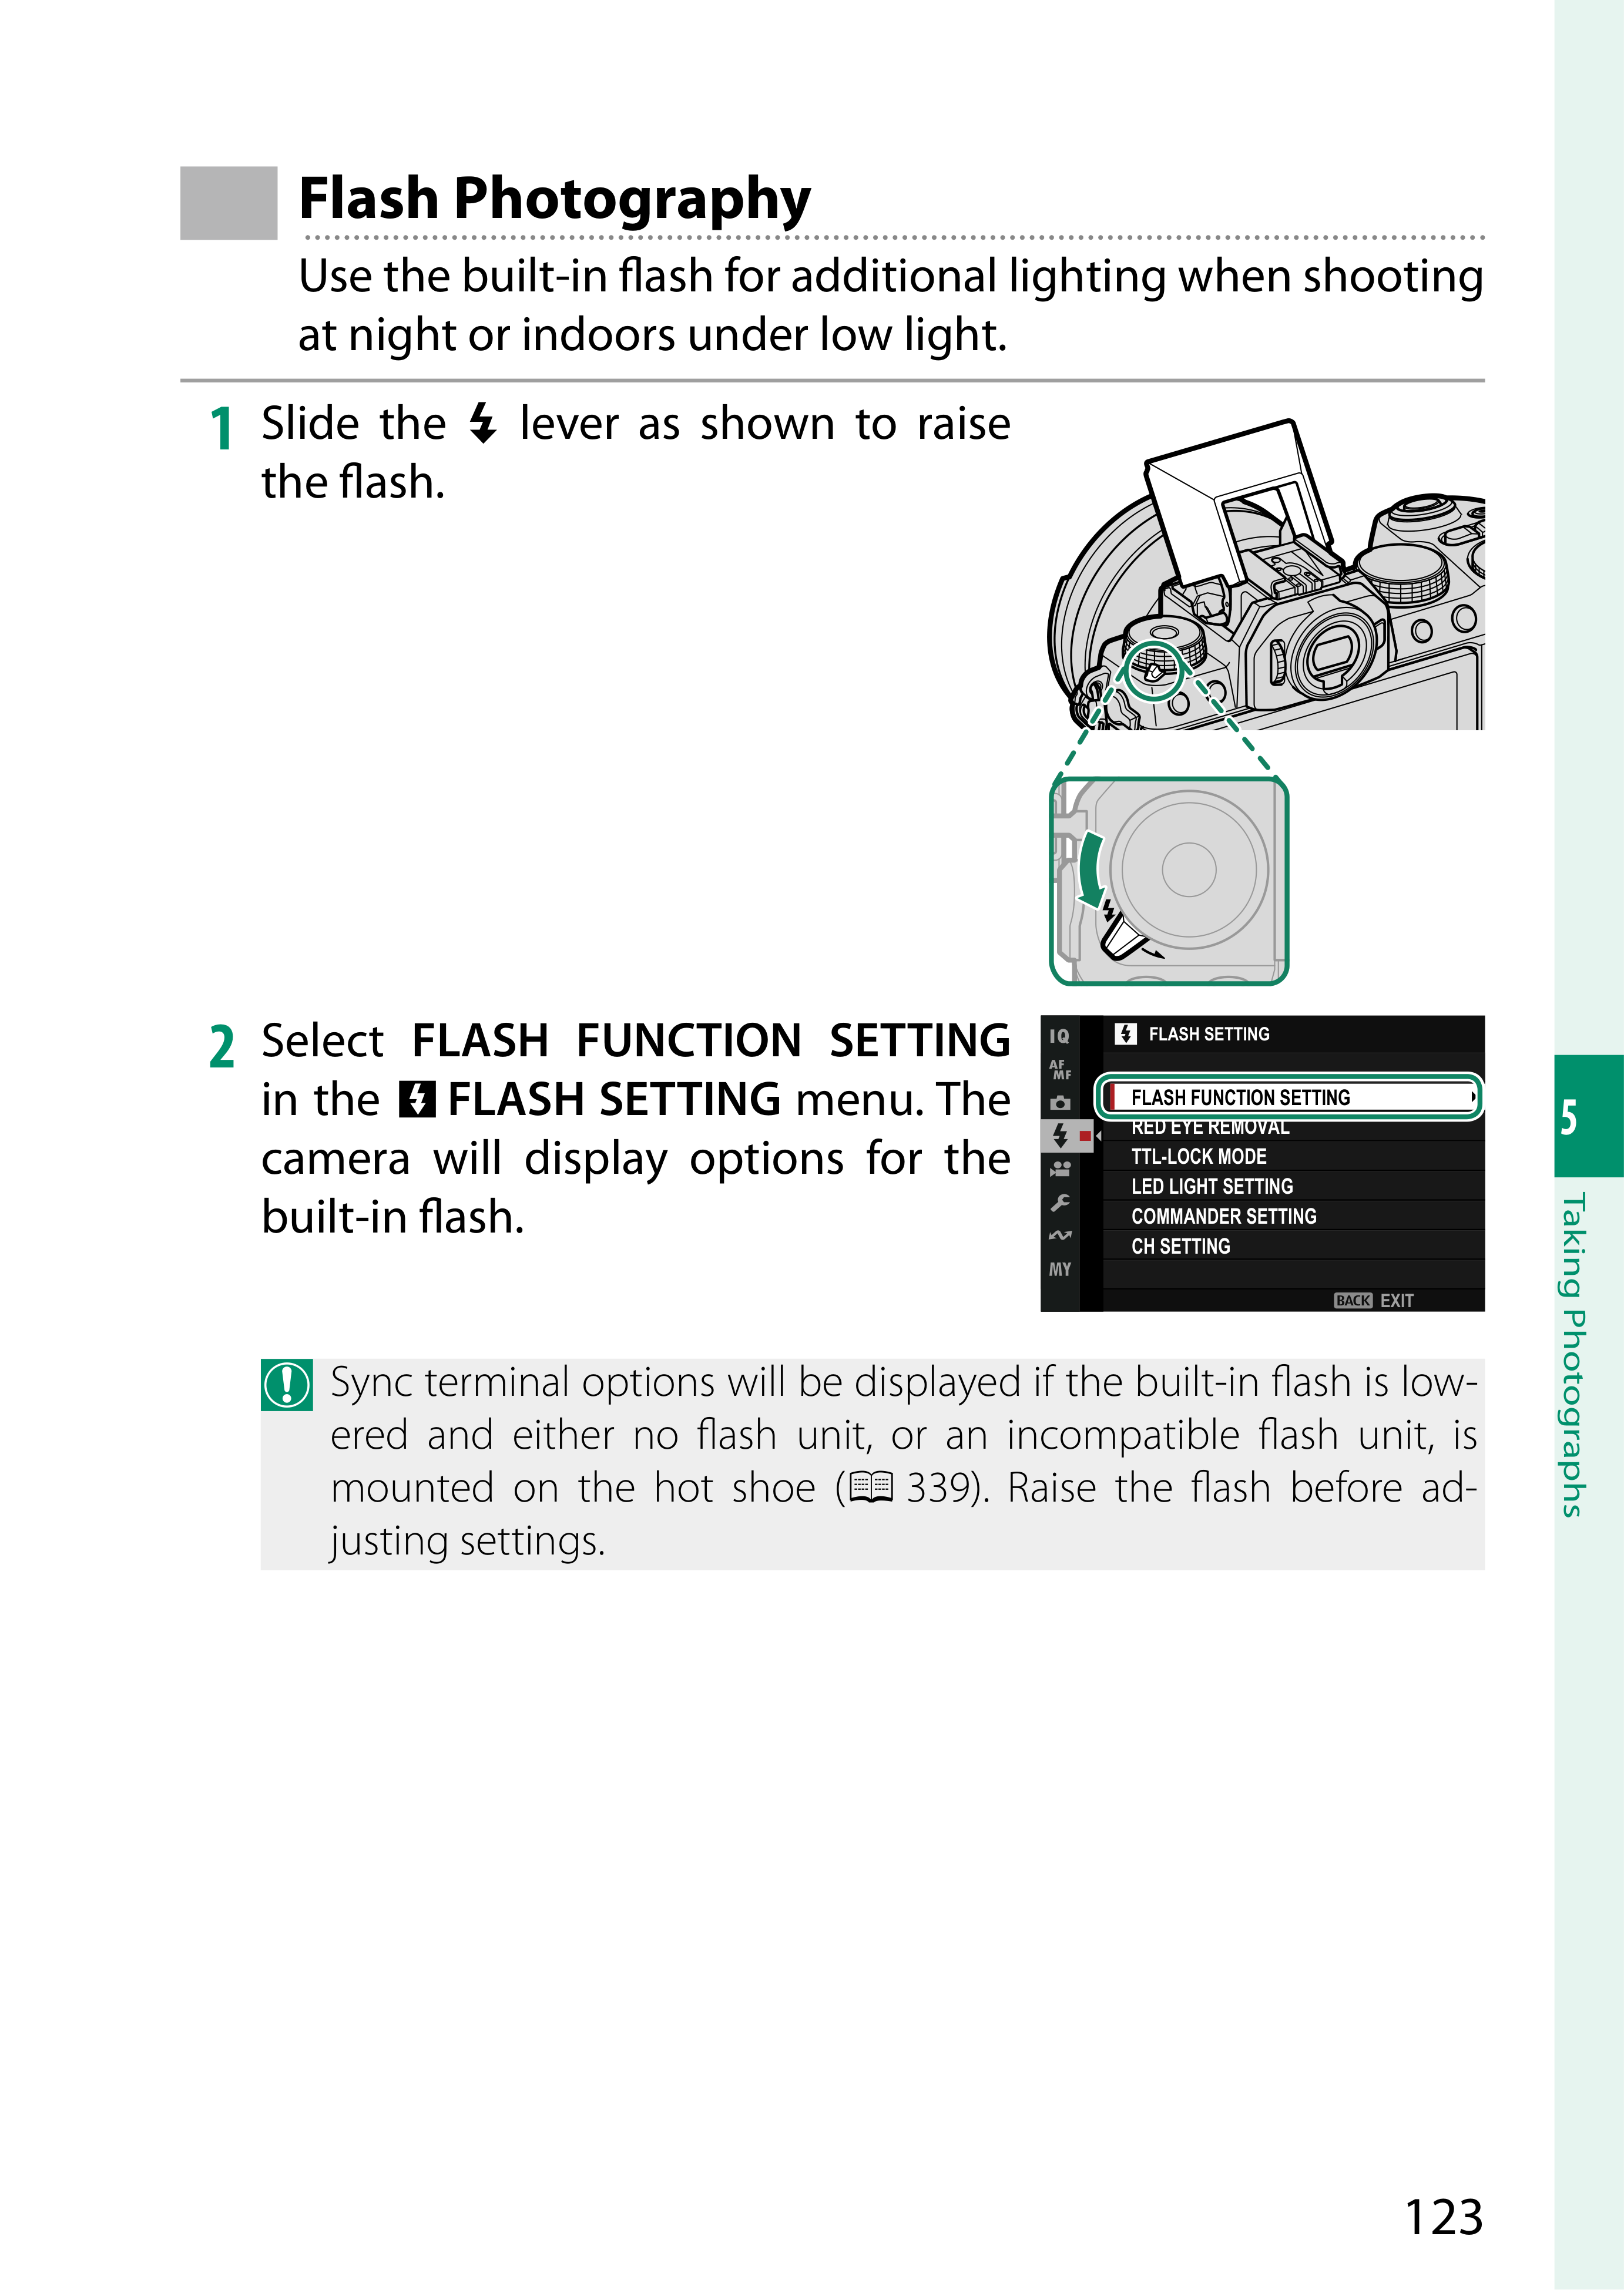 Flash Photography
Use the built-in flash for additional lighting when shooting
at night or indoors under low light.
1 Slide the lever as shown to raise
the flash.
2 Select FLASH FUNCTION SETTING
in the FLASH SETTING menu. The
camera will display options for the
built-in flash.
IQ
AF
MF
MY
FLASH SETTING
FLASH FUNCTION SETTING
RED EYE REMOVAL
TTL-LOCK MODE
LED LIGHT SETTING
COMMANDER SETTING
CH SETTING
BACK EXIT
Sync terminal options will be displayed if the built-in flash is low-
ered and either no flash unit, or an incompatible flash unit, is
mounted on the hot shoe (339). Raise the flash before ad-
justing settings.
5
Taking Photographs
123